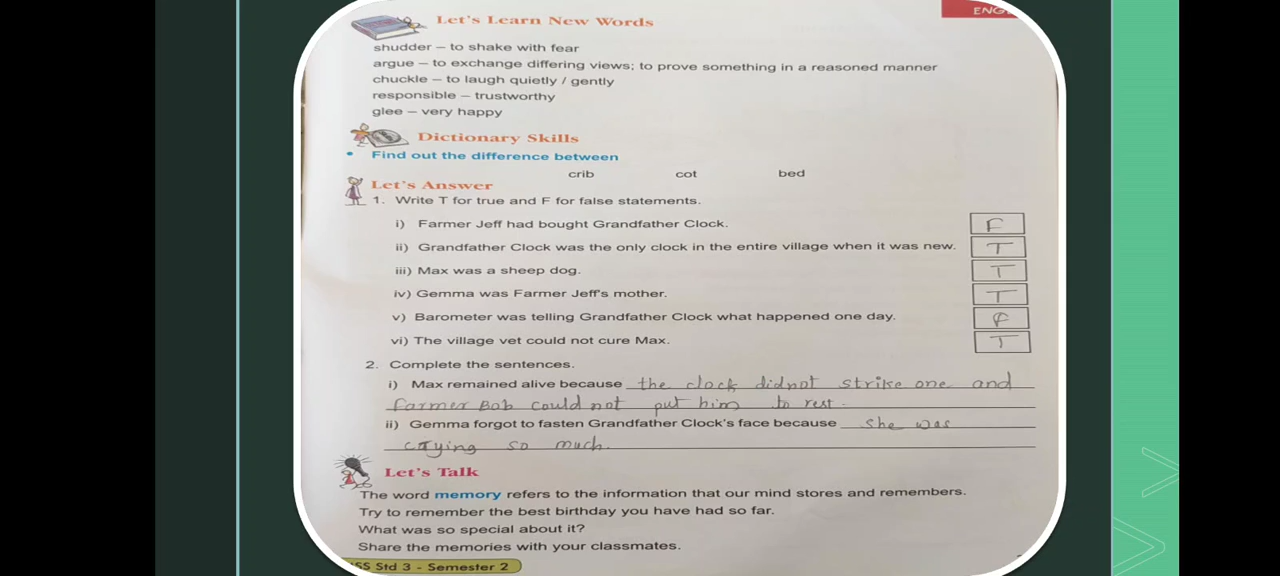 ENG
Let's Learn New Words
shudder – to shake with fear
argue – to exchange differing views; to prove something in a reasoned manner
chuckle – to laugh quietly / gently
responsible – trustworthy
glee – very happy
Dictionary Skills
• Find out the difference between
crib cot bed
Let's Answer
1. Write T for true and F for false statements.
i) Farmer Jeff had bought Grandfather Clock. F
ii) Grandfather Clock was the only clock in the entire village when it was new. T
iii) Max was a sheep dog. T
iv) Gemma was Farmer Jeff's mother. T
v) Barometer was telling Grandfather Clock what happened one day. F
vi) The village vet could not cure Max. T
2. Complete the sentences.
i) Max remained alive because the clock didnot strike one and
farmer Bob could not put him to rest.
ii) Gemma forgot to fasten Grandfather Clock's face because she was
crying so much.
Let's Talk
The word memory refers to the information that our mind stores and remembers.
Try to remember the best birthday you have had so far.
What was so special about it?
Share the memories with your classmates.
SS Std 3 - Semester 2